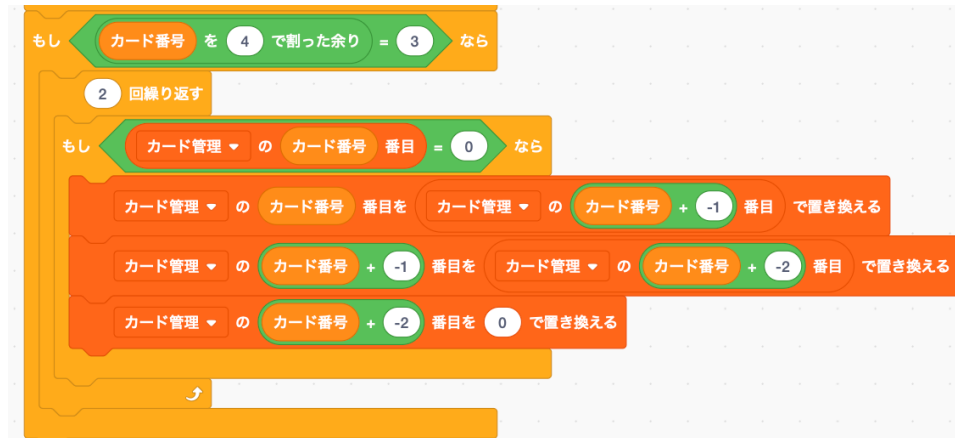 もし カード番号 を 4 で割った余り = 3 なら
2 回繰り返す
もし カード管理 の カード番号 番目 = 0 なら
カード管理 の カード番号 番目を カード管理 の カード番号 + -1 番目 で置き換える
カード管理 の カード番号 + -1 番目を カード管理 の カード番号 + -2 番目 で置き換える
カード管理 の カード番号 + -2 番目を 0 で置き換える